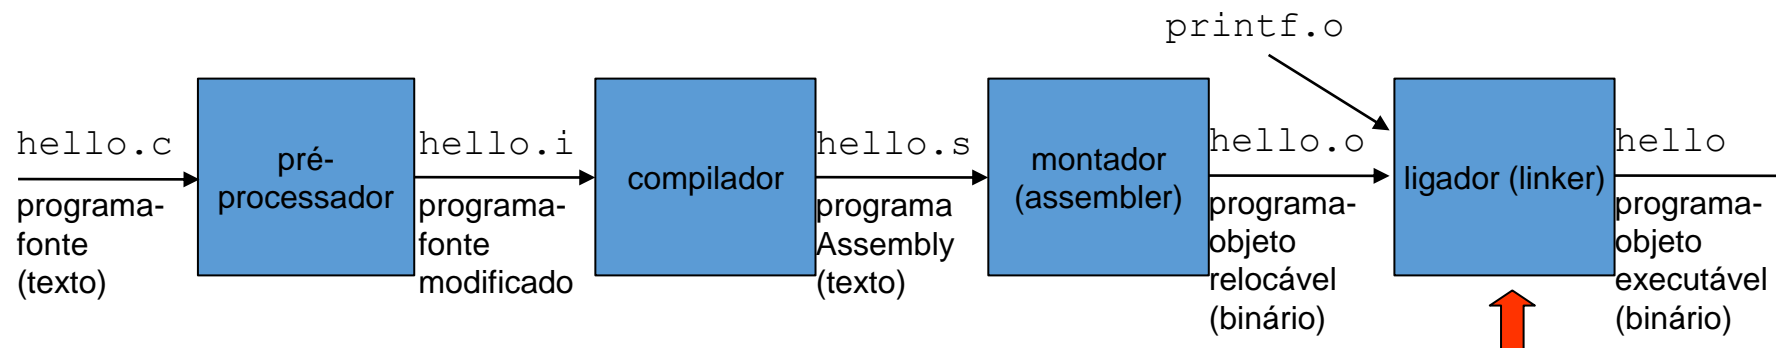 printf.o
hello.c
programa-
fonte
(texto)
pré-
processador
hello.i
programa-
fonte
modificado
compilador
hello.s
programa
Assembly
(texto)
montador
(assembler)
hello.o
programa-
objeto
relocável
(binário)
ligador (linker)
hello
programa-
objeto
executável
(binário)